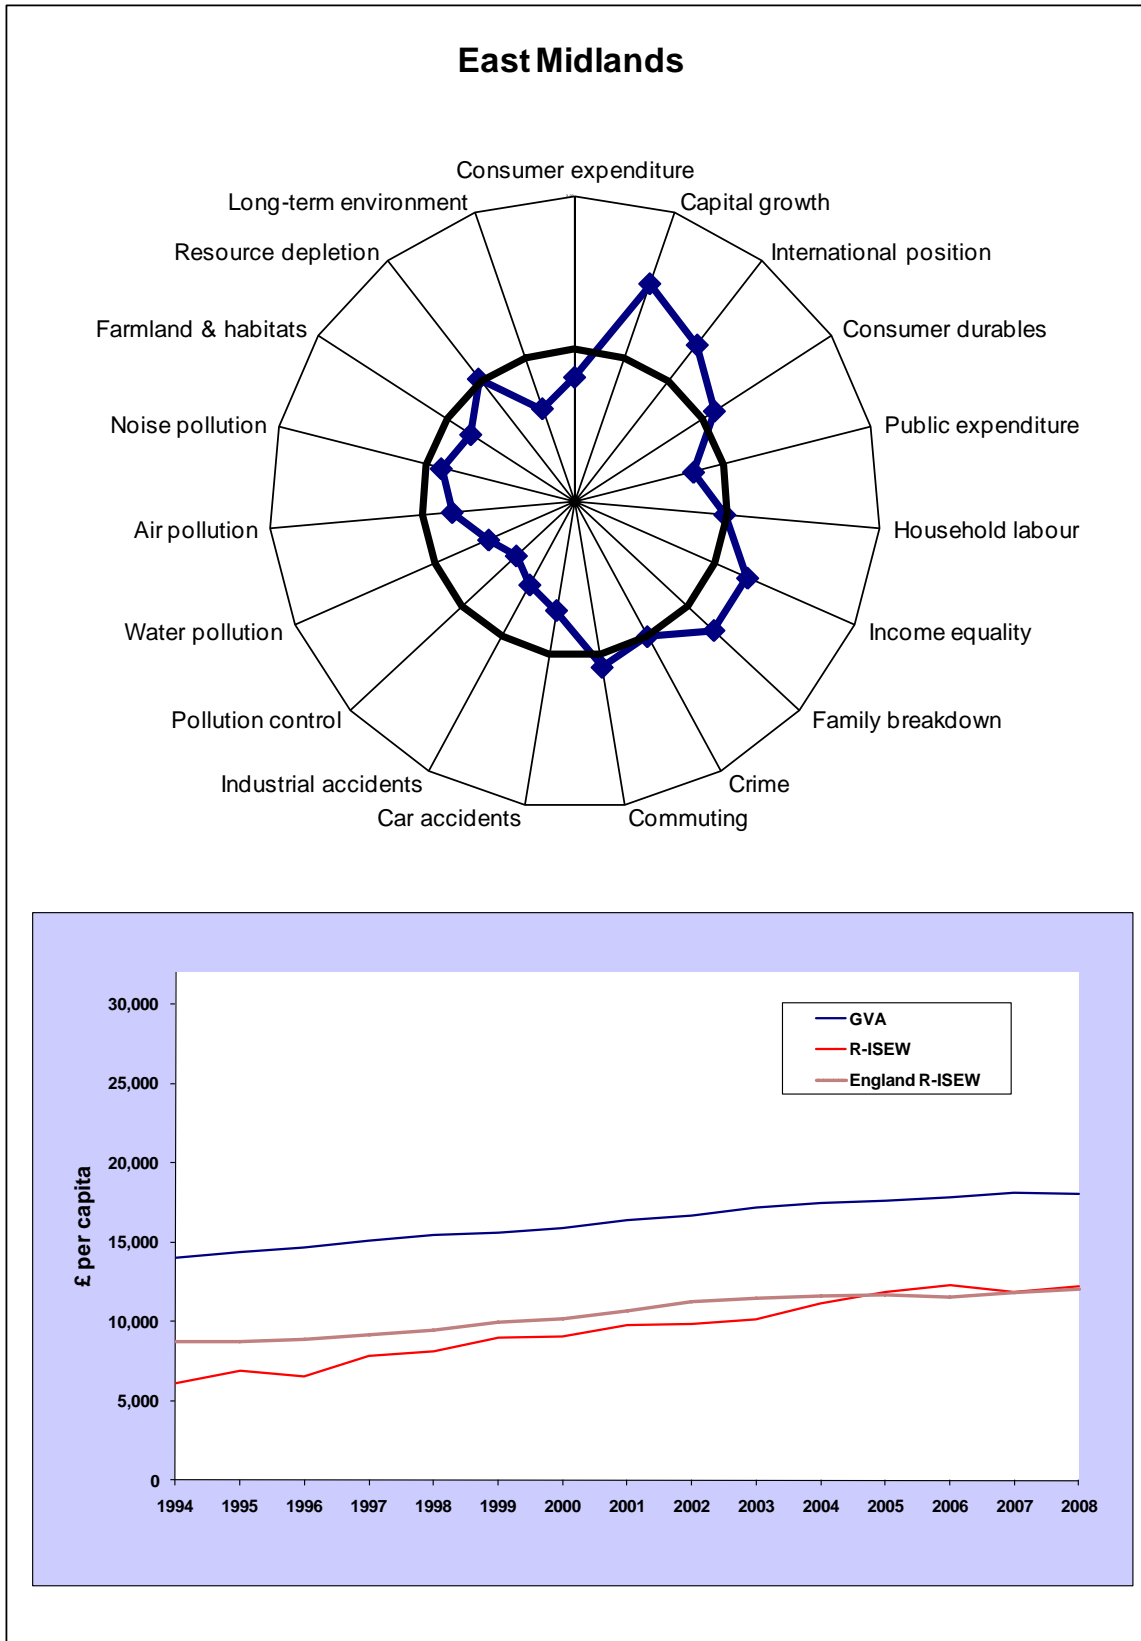 East Midlands
Consumer expenditure
Long-term environment
Capital growth
Resource depletion
International position
Farmland & habitats
Consumer durables
Noise pollution
Public expenditure
Air pollution
Household labour
Water pollution
Income equality
Pollution control
Family breakdown
Industrial accidents
Crime
Car accidents
Commuting
30,000
25,000
20,000
15,000
10,000
5,000
0
£ per capita
GVA
R-ISEW
England R-ISEW
1994 1995 1996 1997 1998 1999 2000 2001 2002 2003 2004 2005 2006 2007 2008